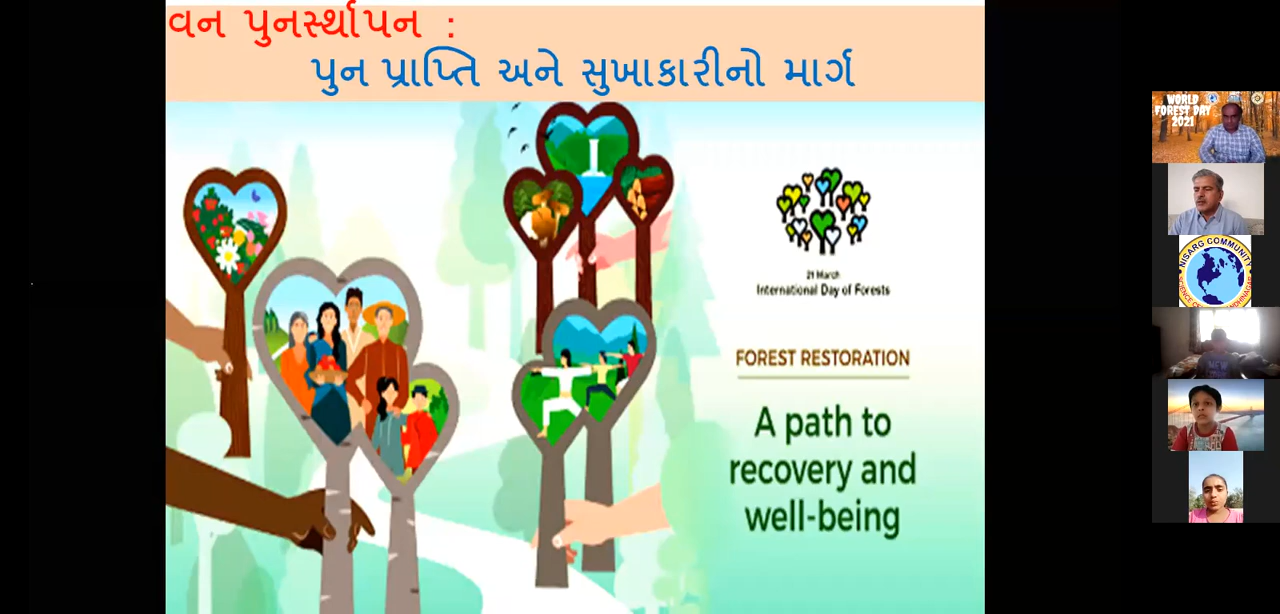 વન પુનર્સ્થાપન :
પુન પ્રાપ્તિ અને સુખાકારીનો માર્ગ
21 March
International Day of Forests
FOREST RESTORATION
A path to
recovery and
well-being
WORLD
FOREST DAY
2021
NISARG COMMUNITY
SCIENCE